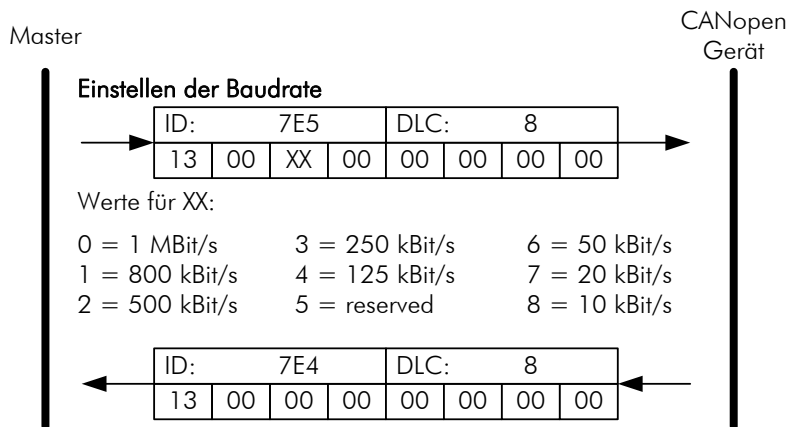 Master
CANopen
Gerät
Einstellen der Baudrate
ID: 7E5 DLC: 8
13 00 XX 00 00 00 00 00
Werte für XX:
0 = 1 MBit/s 3 = 250 kBit/s 6 = 50 kBit/s
1 = 800 kBit/s 4 = 125 kBit/s 7 = 20 kBit/s
2 = 500 kBit/s 5 = reserved 8 = 10 kBit/s
ID: 7E4 DLC: 8
13 00 00 00 00 00 00 00